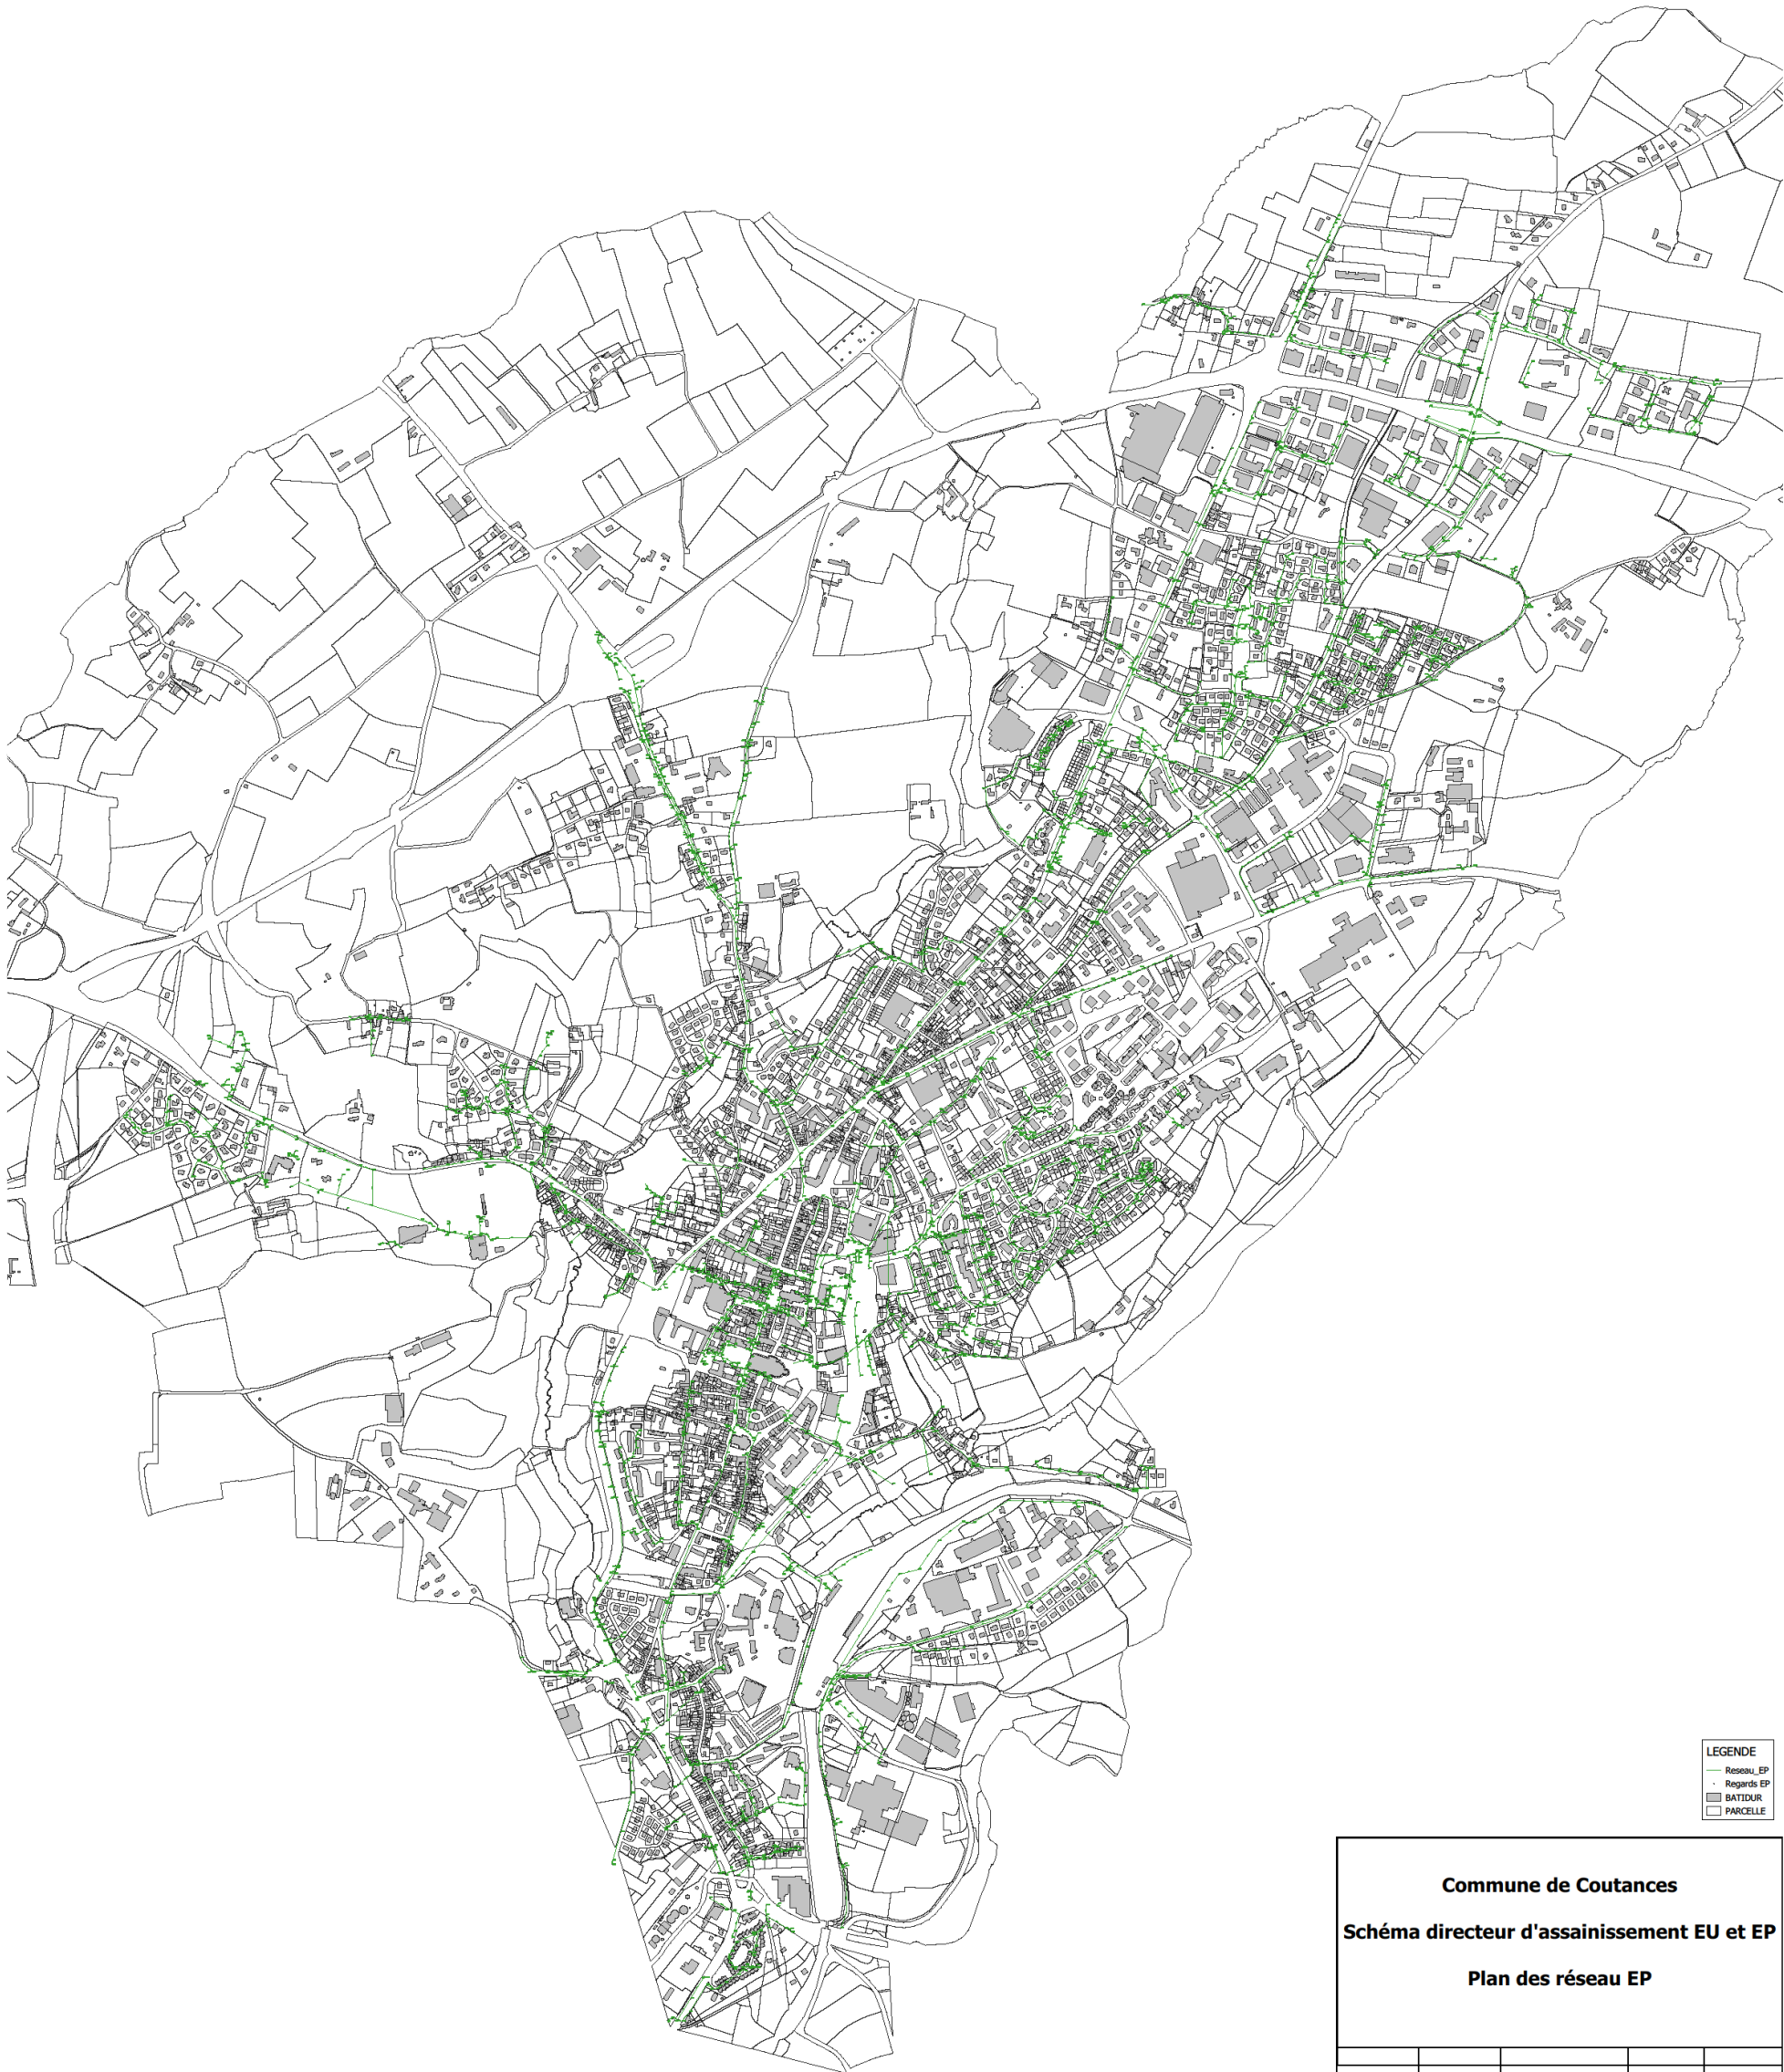 LEGENDE
Reseau_EP
Regards EP
BATIDUR
PARCELLE
Commune de Coutances
Schéma directeur d'assainissement EU et EP
Plan des réseau EP